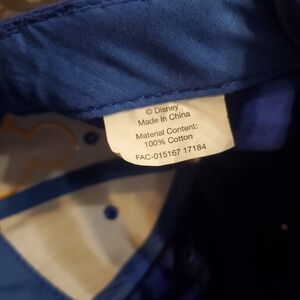 © Disney
Made in China
Material Content:
100% Cotton
FAC-015167 17184